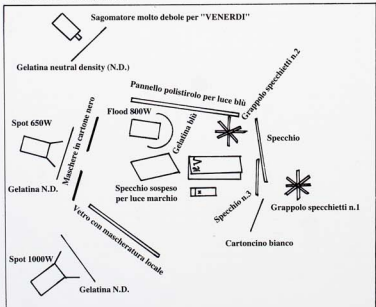 Sagomatore molto debole per "VENERDI"
Gelatina neutral density (N.D.)
Grappolo specchietti n.2
Pannello polistirolo per luce blù
Spot 650W
Maschere in cartone nero
Flood 800W
Gelatina blù
Specchio
Gelatina N.D.
Specchio sospeso
per luce marchio
Specchio n.3
Grappolo specchietti n.1
Vetro con mascheratura locale
Cartoncino bianco
Spot 1000W
Gelatina N.D.